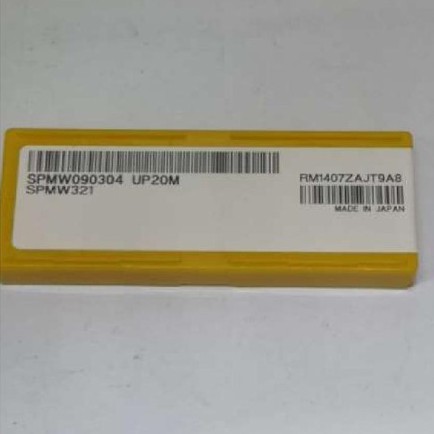 SPMW090304 UP20M
SPMW321
RM1407ZAJT9A8
MADE IN JAPAN